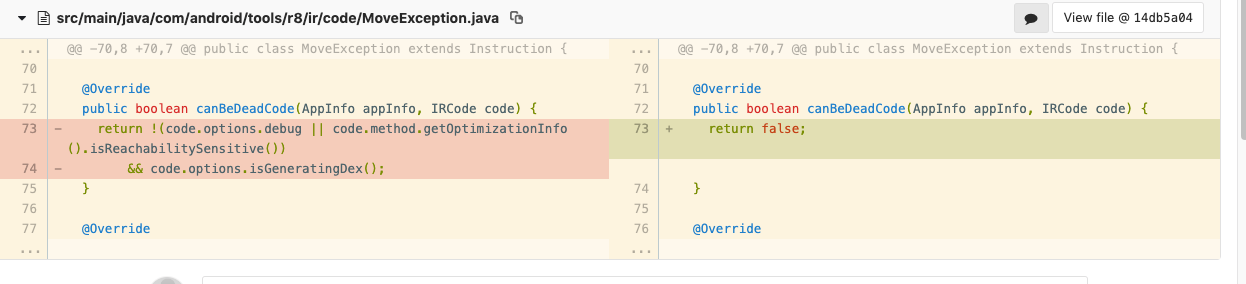 src/main/java/com/android/tools/r8/ir/code/MoveException.java
View file @ 14db5a04
... @@ -70,8 +70,7 @@ public class MoveException extends Instruction {
70
71 @Override
72 public boolean canBeDeadCode(AppInfo appInfo, IRCode code) {
73 - return !(code.options.debug || code.method.getOptimizationInfo
().isReachabilitySensitive())
74 - && code.options.isGeneratingDex();
75 }
76
77 @Override
...
... @@ -70,8 +70,7 @@ public class MoveException extends Instruction {
70
71 @Override
72 public boolean canBeDeadCode(AppInfo appInfo, IRCode code) {
73 + return false;
74 }
75
76 @Override
...